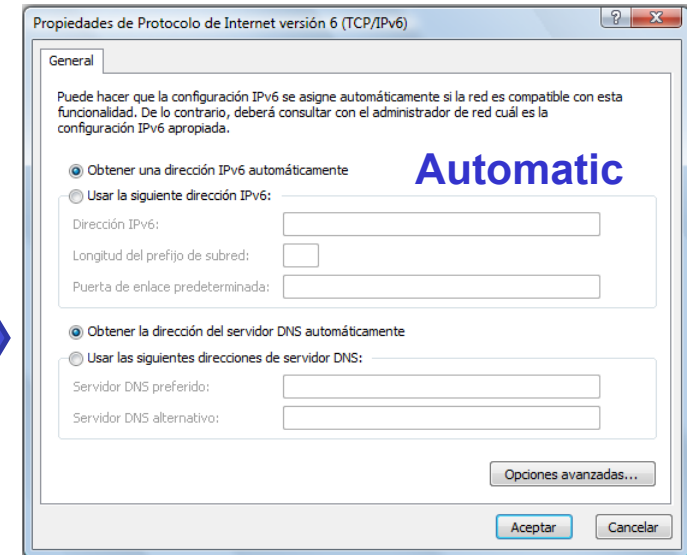 Propiedades de Protocolo de Internet versión 6 (TCP/IPv6)
General
Puede hacer que la configuración IPv6 se asigne automáticamente si la red es compatible con esta
funcionalidad. De lo contrario, deberá consultar con el administrador de red cuál es la
configuración IPv6 apropiada.
Obtener una dirección IPv6 automáticamente
Automatic
Usar la siguiente dirección IPv6:
Dirección IPv6:
Longitud del prefijo de subred:
Puerta de enlace predeterminada:
Obtener la dirección del servidor DNS automáticamente
Usar las siguientes direcciones de servidor DNS:
Servidor DNS preferido:
Servidor DNS alternativo:
Opciones avanzadas...
Aceptar
Cancelar